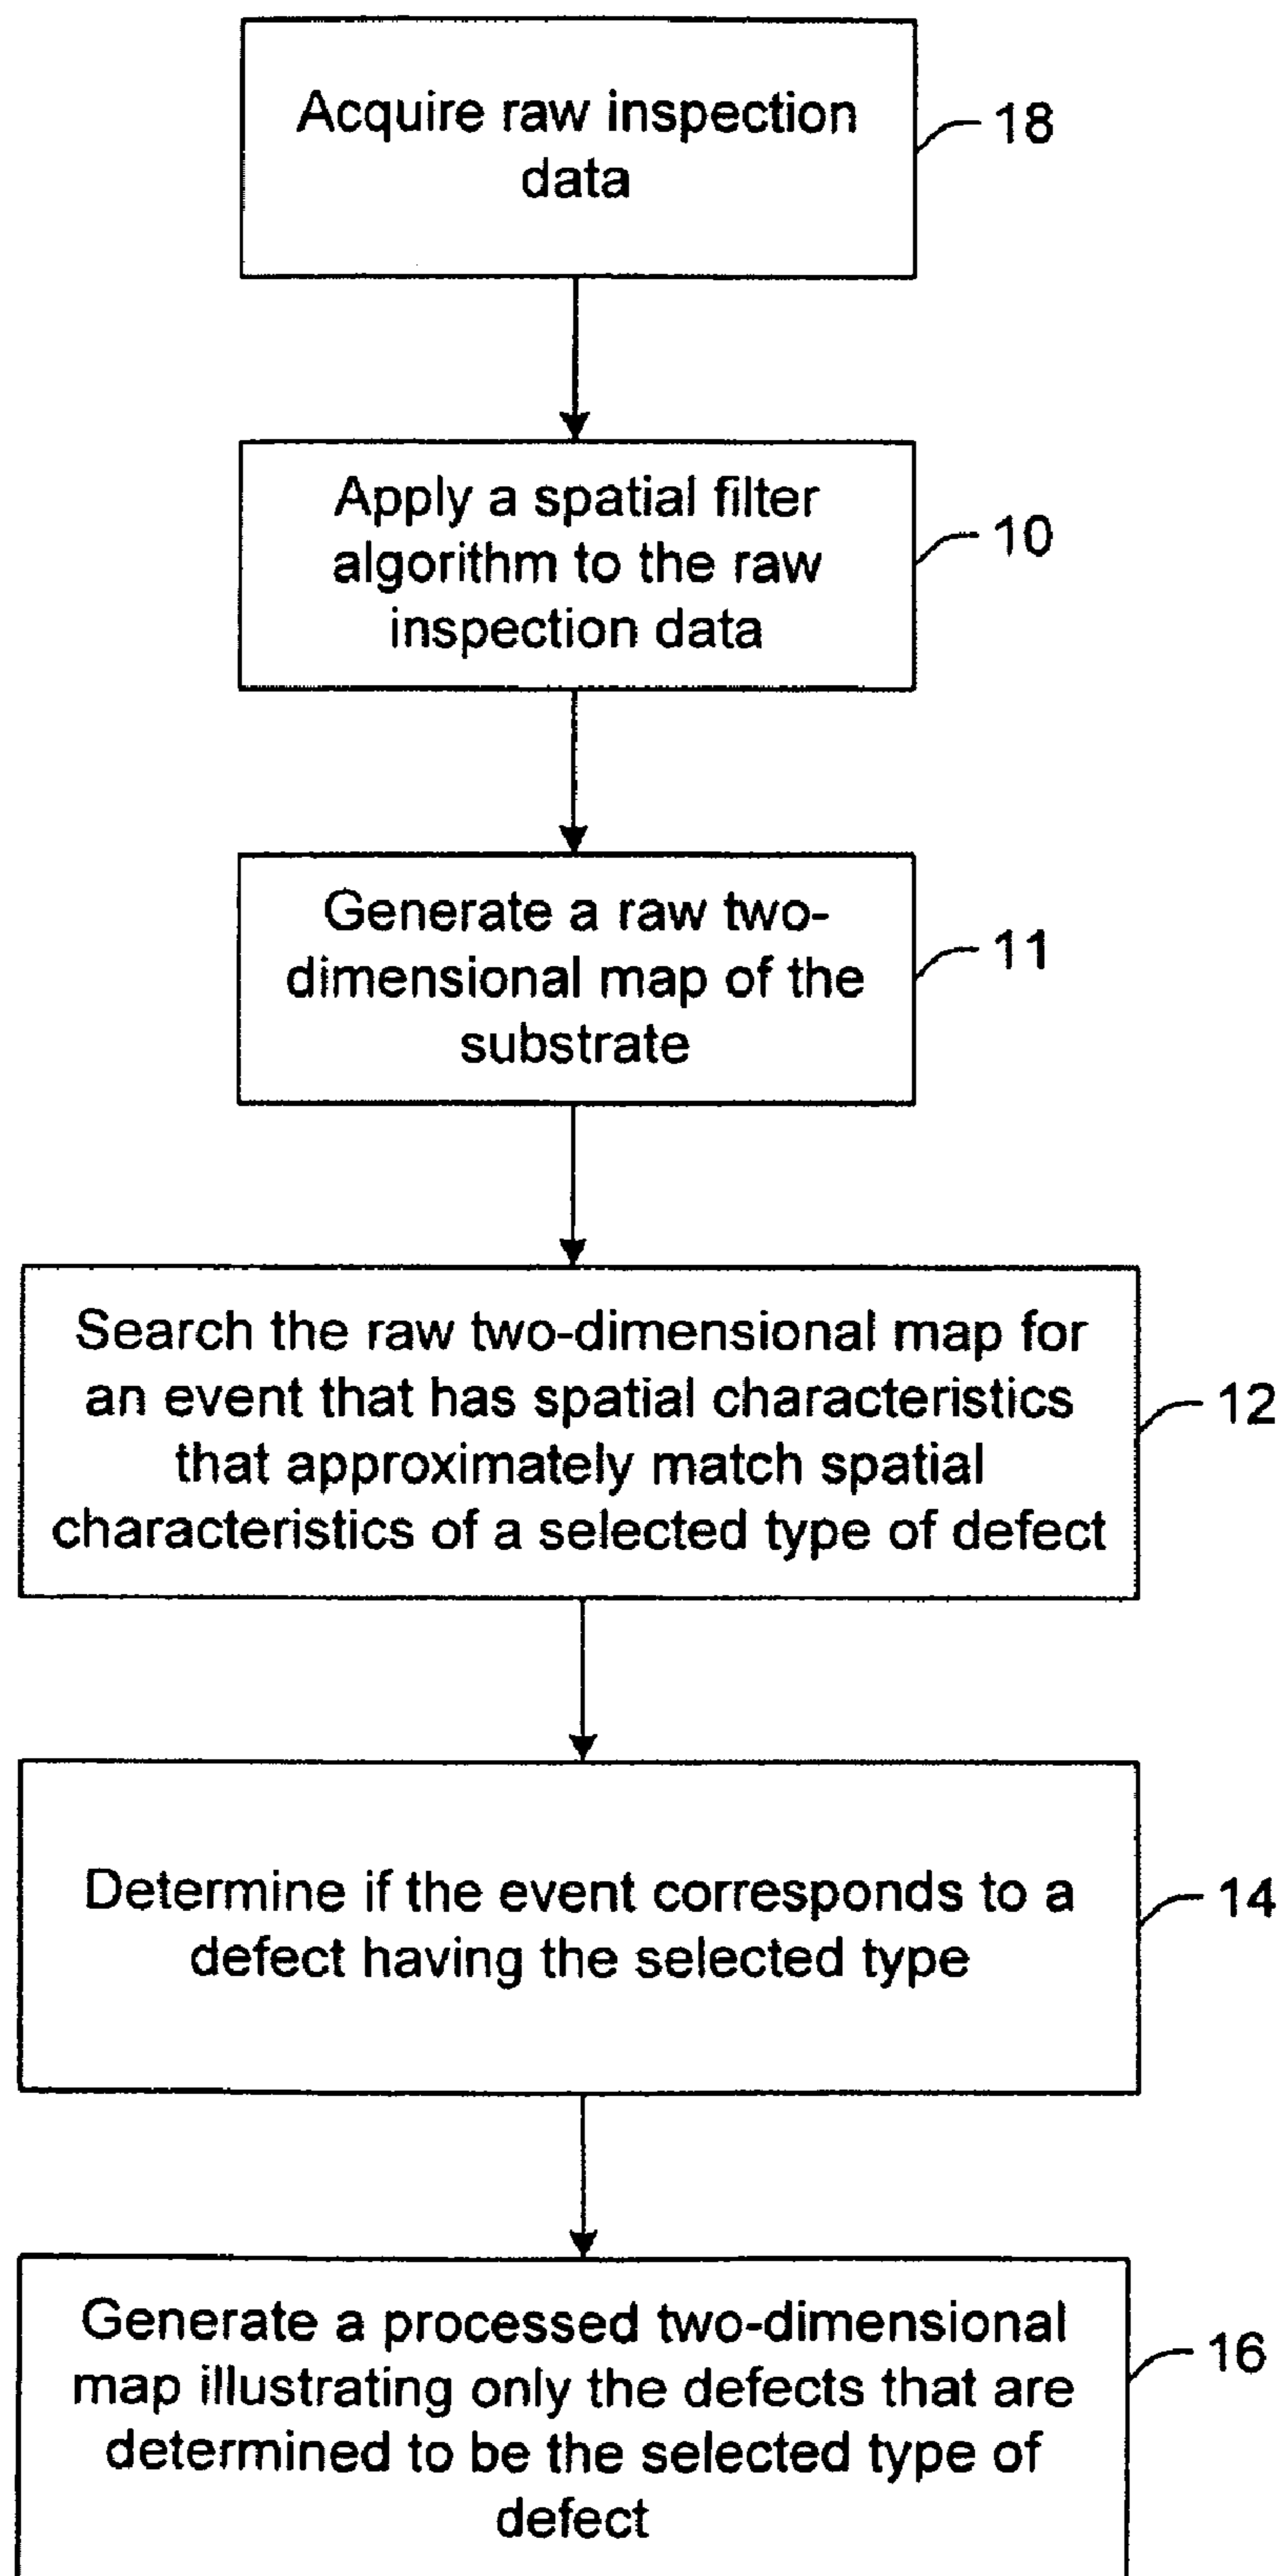 Acquire raw inspection
data
18
Apply a spatial filter
algorithm to the raw
inspection data
10
Generate a raw two-
dimensional map of the
substrate
11
Search the raw two-dimensional map for
an event that has spatial characteristics
that approximately match spatial
characteristics of a selected type of defect
12
Determine if the event corresponds to a
defect having the selected type
14
Generate a processed two-dimensional
map illustrating only the defects that are
determined to be the selected type of
defect
16